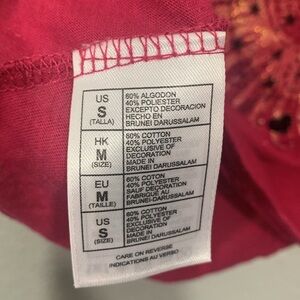 US
S
(TALLA)
60% ALGODON
40% POLIESTER
EXCEPTO DECORACION
HECHO EN
BRUNEI DARUSSALAM
HK
M
(SIZE)
60% COTTON
40% POLYESTER
EXCLUSIVE OF
DECORATION
MADE IN
BRUNEI DARUSSALAM
EU
M
(TAILLE)
60% COTON
40% POLYESTER
SAUF DECORATION
FABRIQUE AU
BRUNEI DARUSSALAM
US
S
(SIZE)
60% COTTON
40% POLYESTER
EXCLUSIVE OF
DECORATION
MADE IN
BRUNEI DARUSSALAM
CARE ON REVERSE
INDICATIONS AU VERSO